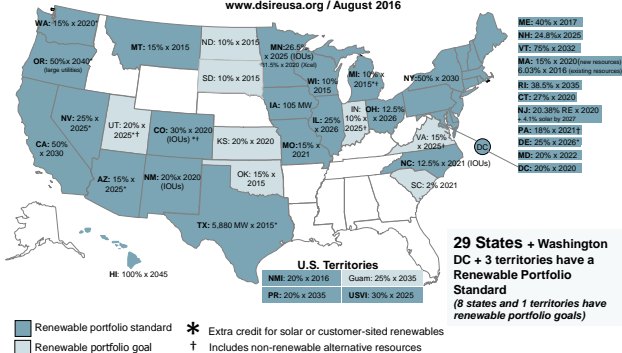 www.dsireusa.org / August 2016
WA: 15% x 2020*
OR: 50%x 2040*
(large utilities)
MT: 15% x 2015
ND: 10% x 2015
SD: 10% x 2015
MN:26.5%
x 2025 (IOUs)
31.5% x 2020 (Xcel)
WI: 10%
2015
MI: 10% x
2015*†
NY:50% x 2030
NV: 25% x
2025*
UT: 20% x
2025*†
CO: 30% x 2020
(IOUs) *†
CA: 50%
x 2030
AZ: 15% x
2025*
NM: 20%x 2020
(IOUs)
KS: 20% x 2020
OK: 15% x
2015
TX: 5,880 MW x 2015*
IA: 105 MW
IL: 25%
x 2026
IN:
10% x
2025†
OH: 12.5%
x 2026
MO:15% x
2021
VA: 15%
x 2025†
NC: 12.5% x 2021 (IOUs)
SC: 2% 2021
DC
HI: 100% x 2045
ME: 40% x 2017
NH: 24.8%x 2025
VT: 75% x 2032
MA: 15% x 2020(new resources)
6.03% x 2016 (existing resources)
RI: 38.5% x 2035
CT: 27% x 2020
NJ: 20.38% RE x 2020
+ 4.1% solar by 2027
PA: 18% x 2021†
DE: 25% x 2026*
MD: 20% x 2022
DC: 20% x 2020
29 States + Washington
DC + 3 territories have a
Renewable Portfolio
Standard
(8 states and 1 territories have
renewable portfolio goals)
U.S. Territories
NMI: 20% x 2016
Guam: 25% x 2035
PR: 20% x 2035
USVI: 30% x 2025
Renewable portfolio standard
Renewable portfolio goal
* Extra credit for solar or customer-sited renewables
† Includes non-renewable alternative resources